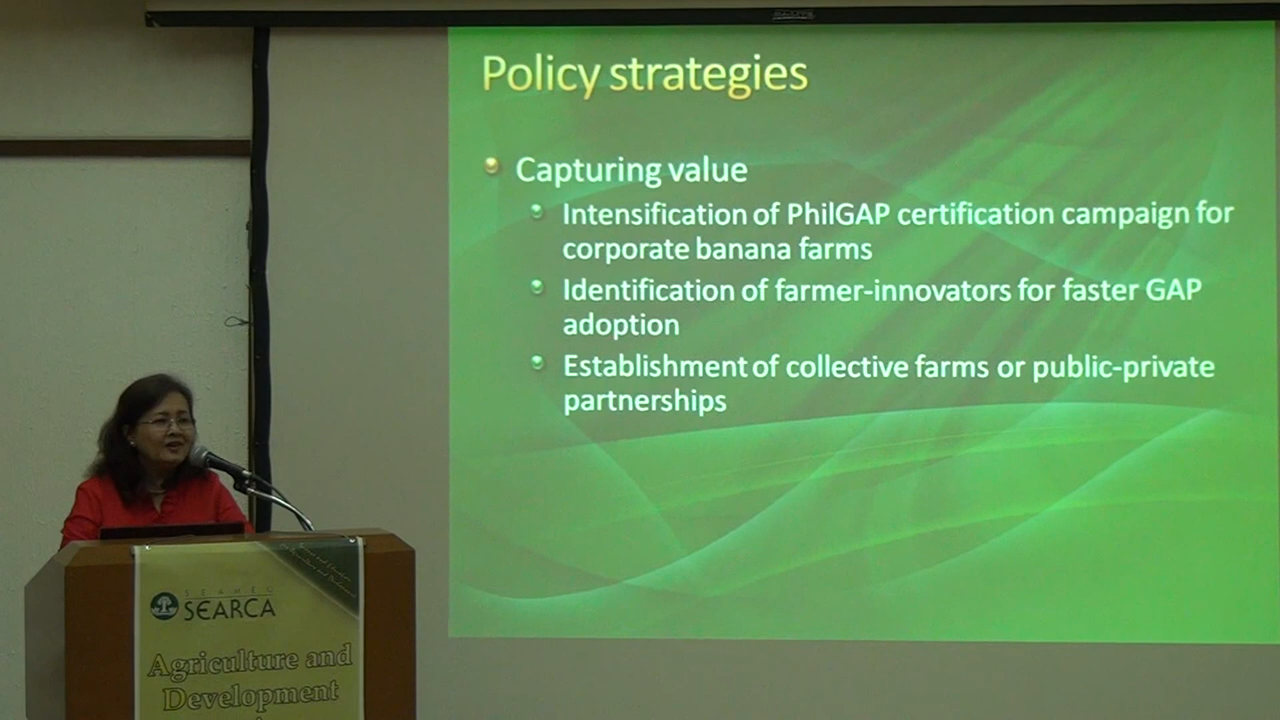 Policy strategies
Capturing value
Intensification of PhilGAP certification campaign for
corporate banana farms
Identification of farmer-innovators for faster GAP
adoption
Establishment of collective farms or public-private
partnerships
SEAMEO
SEARCA
Agriculture and
Development